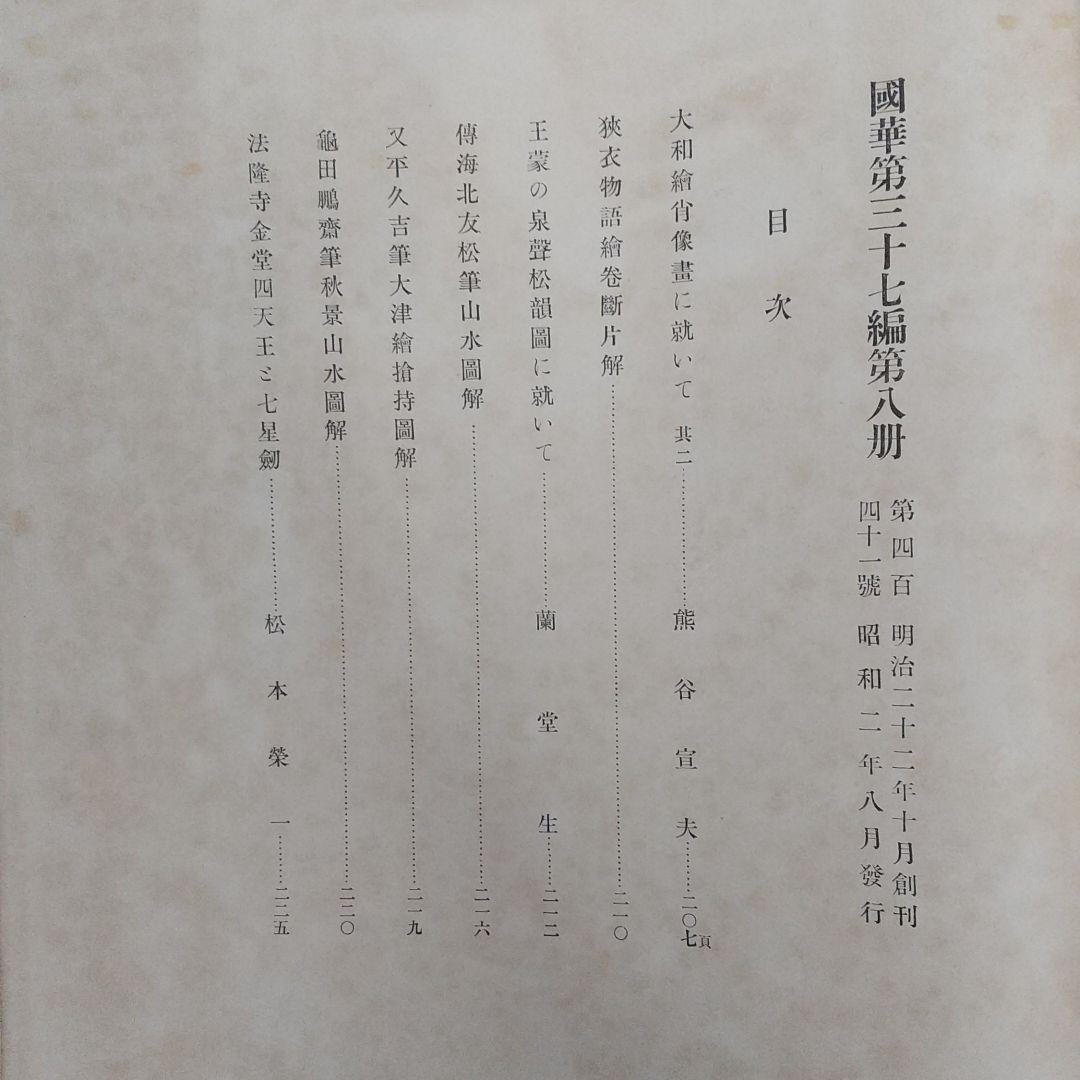 國華第三十七編第八册
第四百四十一號
明治二十二年十月創刊
昭和二年八月發行
目次
大和繪肖像畫に就いて 其二……………熊谷宣夫……二〇七頁
狹衣物語繪卷斷片解……………二一〇
王蒙の泉聲松韻圖に就いて……………蘭堂生……二一二
傳海北友松筆山水圖解……………二一六
又平久吉筆大津繪搶持圖解……………二一九
龜田鵬齋筆秋景山水圖解……………二二〇
法隆寺金堂四天王と七星劒……………松本榮一……二二五